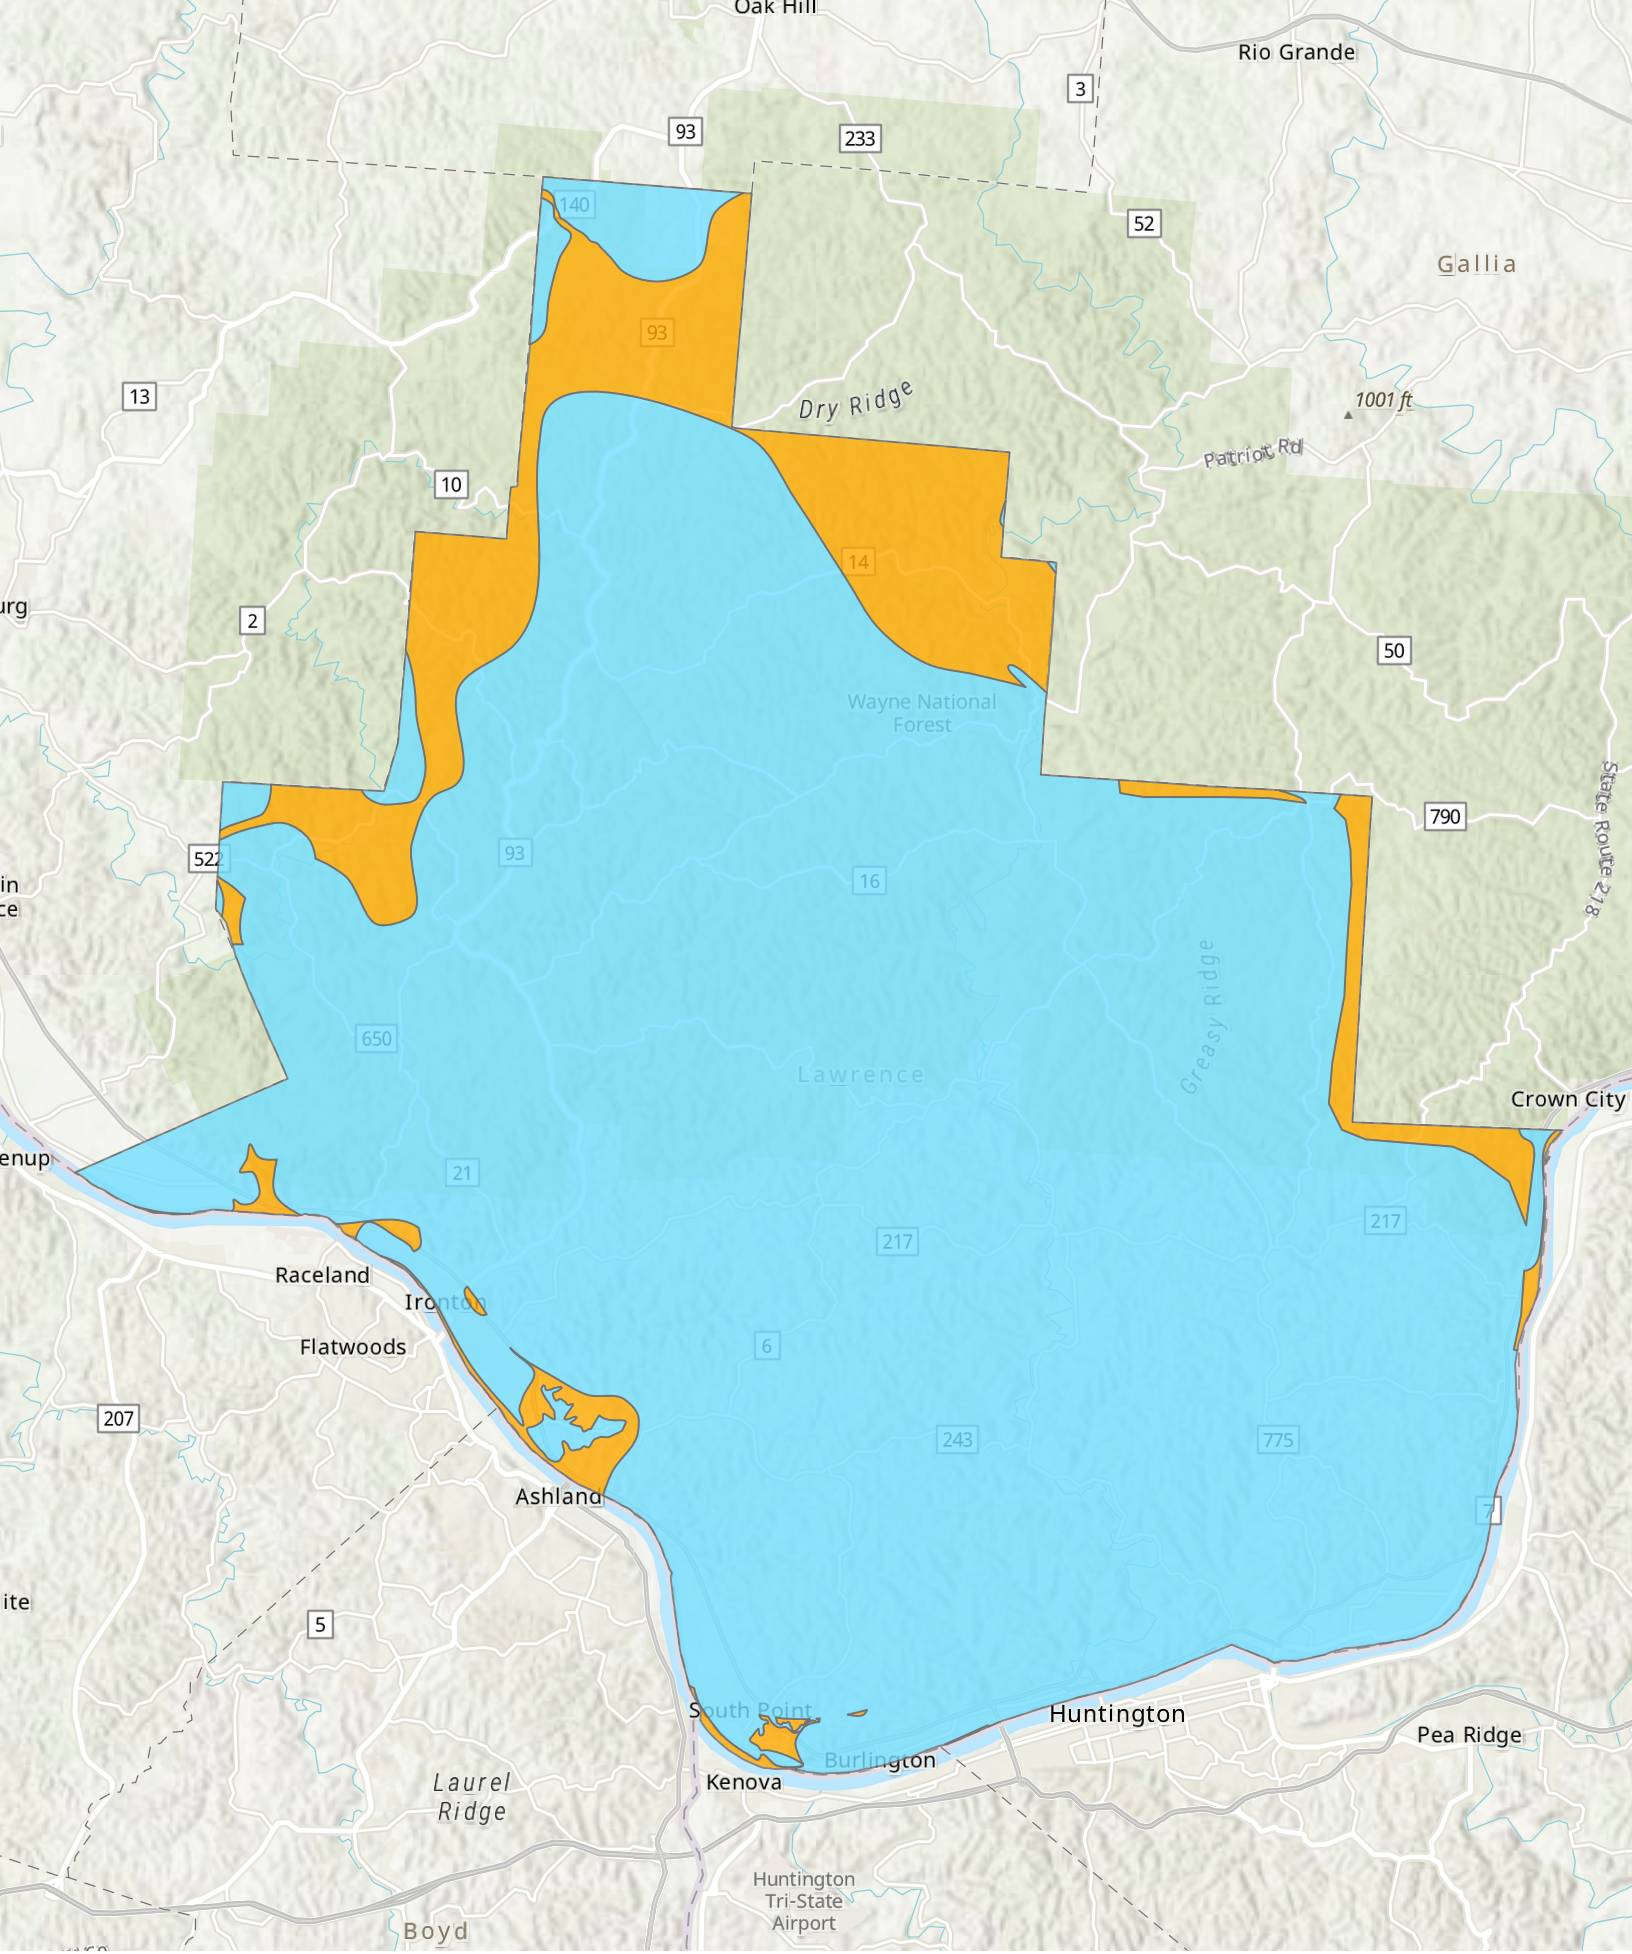 Oak Hill
Rio Grande
3
93
233
140
52
Gallia
93
13
Dry Ridge
1001 ft
Patriot Rd
10
14
urg
2
50
Wayne National
Forest
State Route 218
790
93
522
16
in
ce
Greasy Ridge
650
Lawrence
Crown City
enup
21
217
217
Raceland
Ironton
Flatwoods
6
207
243
775
Ashland
7
ite
5
South Point
Huntington
Pea Ridge
Burlington
Kenova
Laurel
Ridge
Huntington
Tri-State
Airport
Boyd